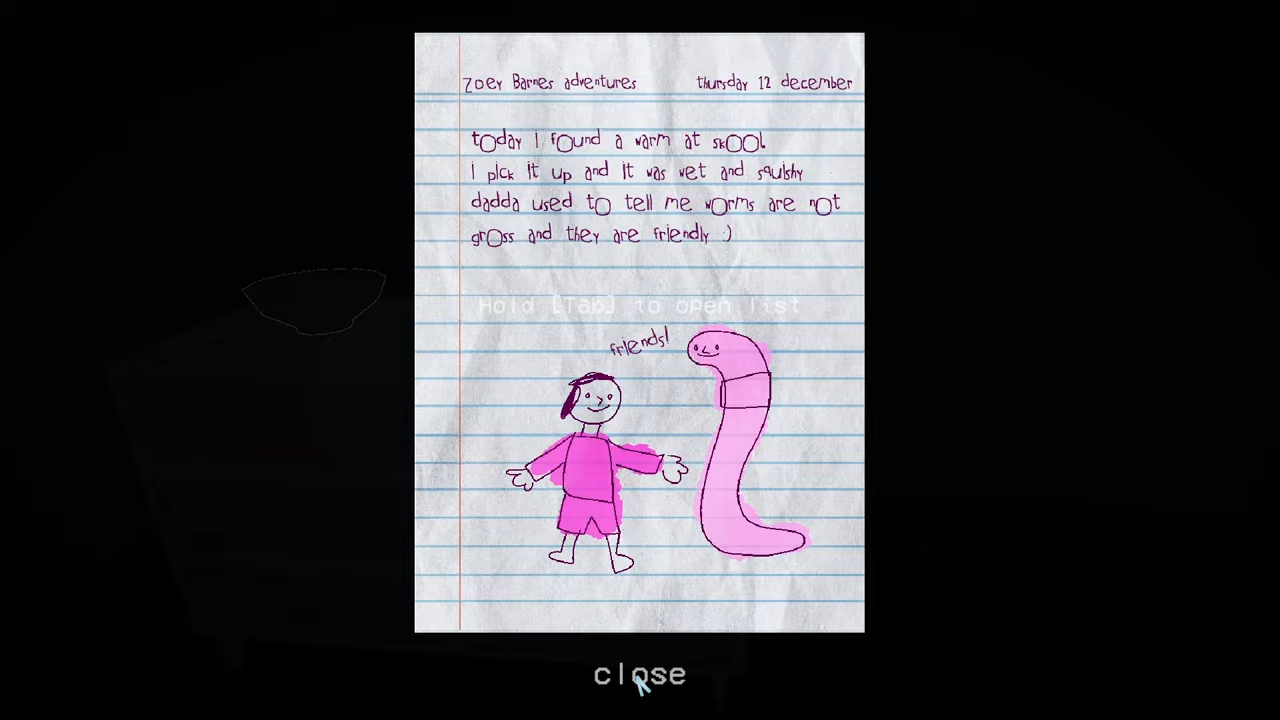 Zoey Barnes adventures thursday 12 december
today I found a warm at skOOl
i pick it up and it was wet and squishy
dadda used to tell me worms are not
gross and they are friendly :)
Hold [Tab] to open list
friends!
close